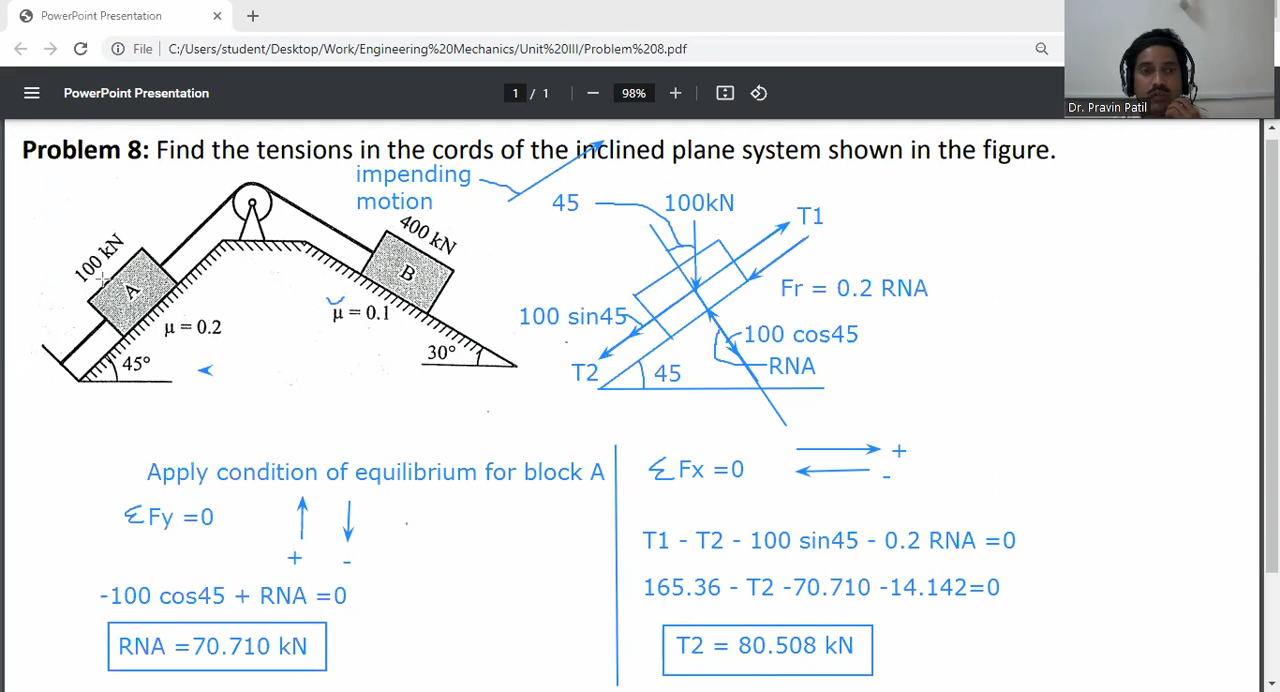 PowerPoint Presentation
File
C:/Users/student/Desktop/Work/Engineering%20Mechanics/Unit%20III/Problem%208.pdf
Dr. Pravin Patil
PowerPoint Presentation
1 / 1
98%
Problem 8: Find the tensions in the cords of the inclined plane system shown in the figure.
impending
motion
45
100kN
T1
100 kN
400 kN
A
B
μ = 0.2
μ = 0.1
45°
30°
Fr = 0.2 RNA
100 sin45
100 cos45
RNA
T2
45
Apply condition of equilibrium for block A
ΣFy =0
+
-
-100 cos45 + RNA =0
RNA =70.710 kN
ΣFx =0
+
-
T1 - T2 - 100 sin45 - 0.2 RNA =0
165.36 - T2 -70.710 -14.142=0
T2 = 80.508 kN